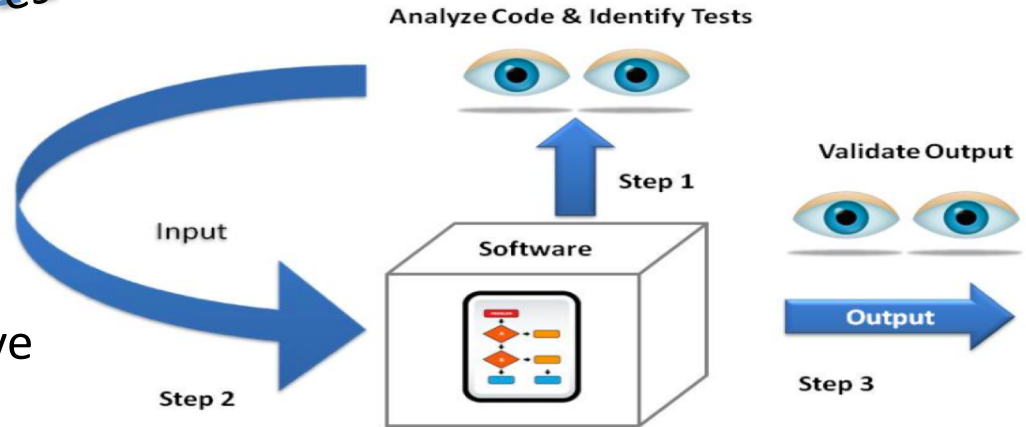 Analyze Code & Identify Tests
Step 1
Validate Output
Input
Software
Output
Step 2
Step 3